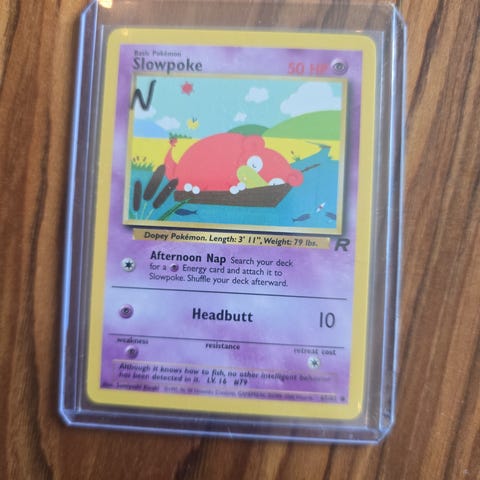 Basic Pokémon
Slowpoke
50 HP
N
Dopey Pokémon. Length: 3' 11", Weight: 79 lbs.
R
Afternoon Nap Search your deck
for a Energy card and attach it to
Slowpoke. Shuffle your deck afterward.
Headbutt 10
weakness resistance retreat cost
Although it knows how to fish, no other intelligent behavior
has been detected in it. LV. 16 #79